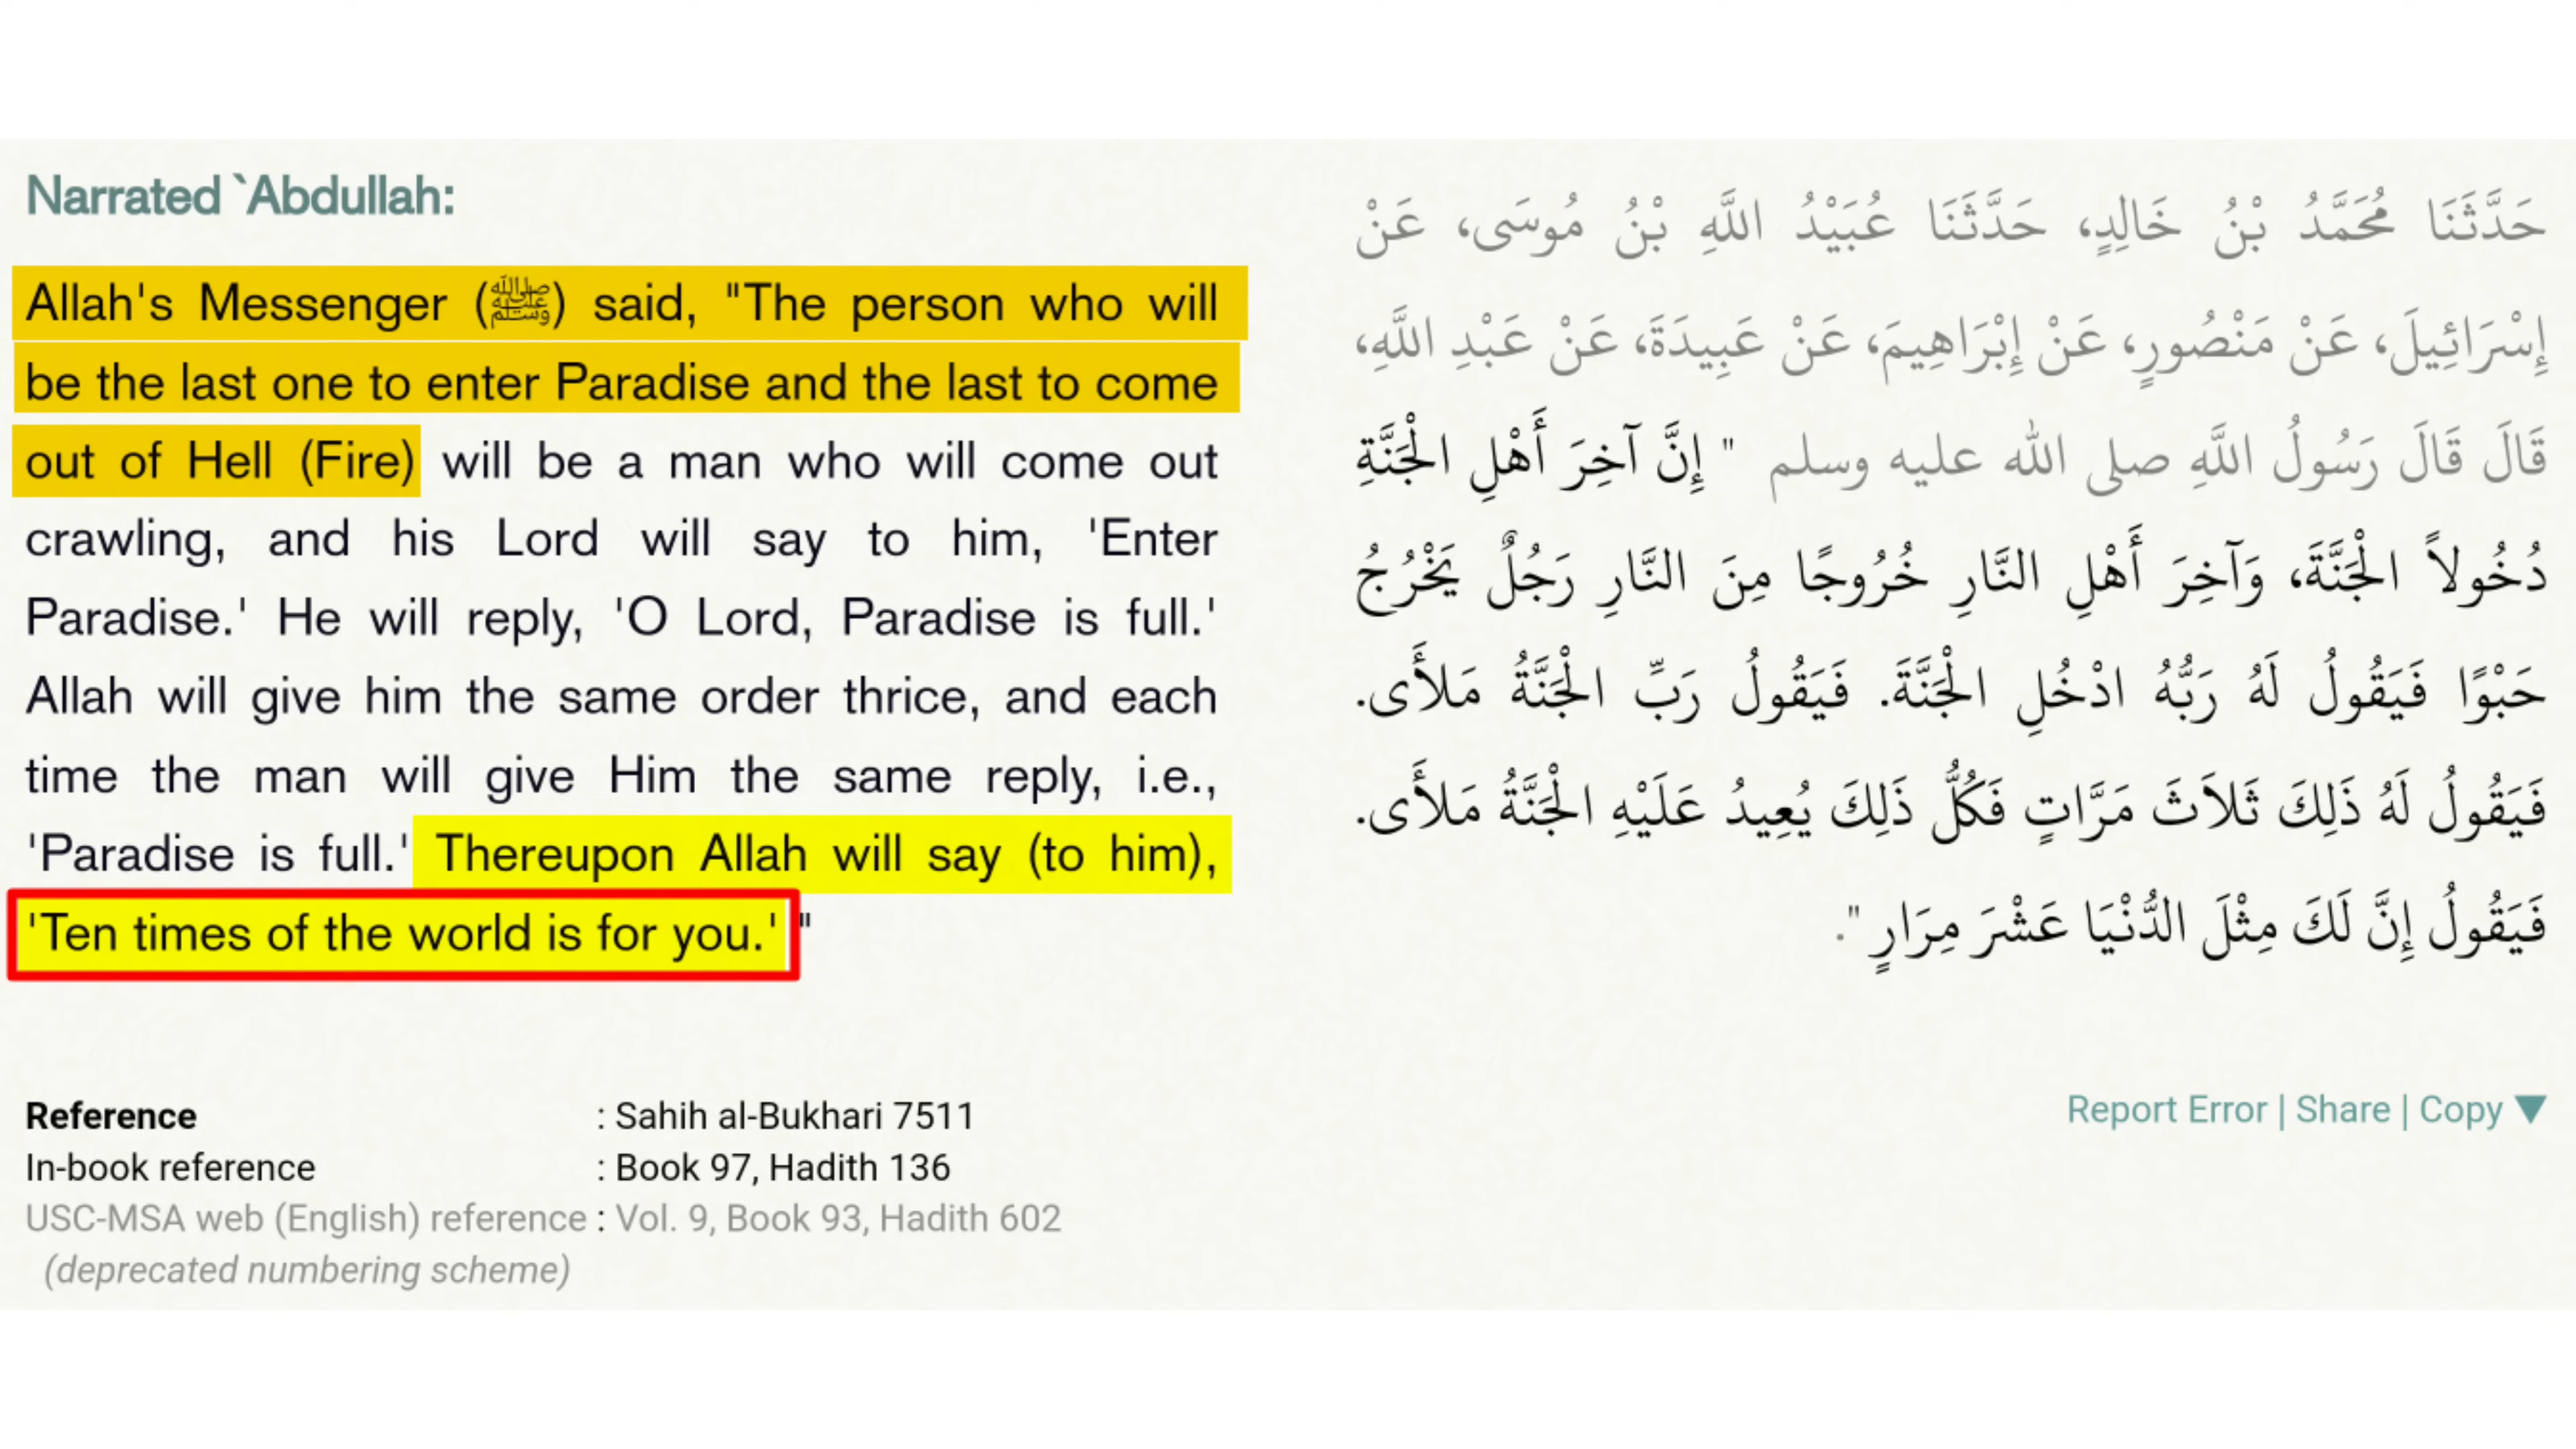 Narrated `Abdullah:
Allah's Messenger (ﷺ) said, "The person who will
be the last one to enter Paradise and the last to come
out of Hell (Fire) will be a man who will come out
crawling, and his Lord will say to him, 'Enter
Paradise.' He will reply, 'O Lord, Paradise is full.'
Allah will give him the same order thrice, and each
time the man will give Him the same reply, i.e.,
'Paradise is full.' Thereupon Allah will say (to him),
'Ten times of the world is for you.' "
حَدَّثَنَا مُحَمَّدُ بْنُ خَالِدٍ، حَدَّثَنَا عُبَيْدُ اللَّهِ بْنُ مُوسَى، عَنْ
إِسْرَائِيلَ، عَنْ مَنْصُورٍ، عَنْ إِبْرَاهِيمَ، عَنْ عَبِيدَةَ، عَنْ عَبْدِ اللَّهِ،
قَالَ قَالَ رَسُولُ اللَّهِ صلى الله عليه وسلم " إِنَّ آخِرَ أَهْلِ الْجَنَّةِ
دُخُولاً الْجَنَّةَ، وَآخِرَ أَهْلِ النَّارِ خُرُوجًا مِنَ النَّارِ رَجُلٌ يَخْرُجُ
حَبْوًا فَيَقُولُ لَهُ رَبُّهُ ادْخُلِ الْجَنَّةَ. فَيَقُولُ رَبِّ الْجَنَّةُ مَلأَى.
فَيَقُولُ لَهُ ذَلِكَ ثَلاَثَ مَرَّاتٍ فَكُلُّ ذَلِكَ يُعِيدُ عَلَيْهِ الْجَنَّةُ مَلأَى.
فَيَقُولُ إِنَّ لَكَ مِثْلَ الدُّنْيَا عَشْرَ مِرَارٍ ".
Reference : Sahih al-Bukhari 7511
In-book reference : Book 97, Hadith 136
USC-MSA web (English) reference : Vol. 9, Book 93, Hadith 602
(deprecated numbering scheme)
Report Error | Share | Copy ▼